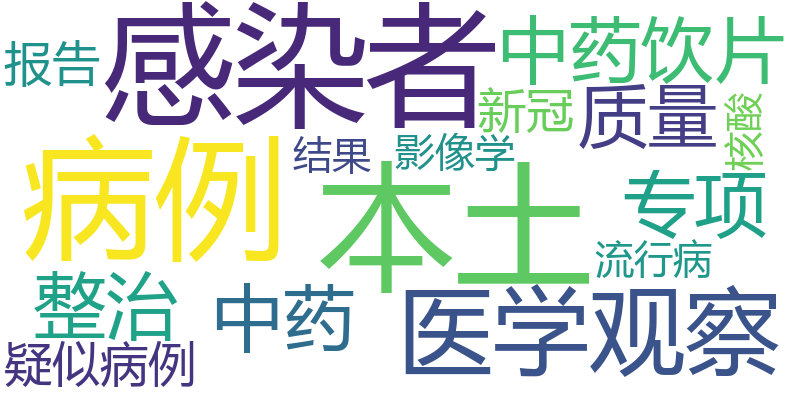 报告
感染者
中药饮片
新冠
质量
核酸
病例
结果
影像学
本土
专项
流行病
整治
中药
医学观察
疑似病例